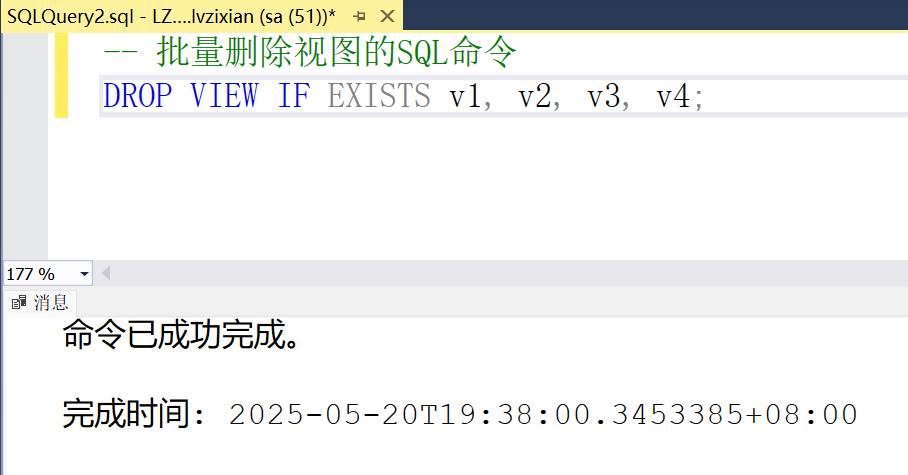 SQLQuery2.sql - LZ....lvzixian (sa (51))*
-- 批量删除视图的SQL命令
DROP VIEW IF EXISTS v1, v2, v3, v4;
177 %
消息
命令已成功完成。
完成时间: 2025-05-20T19:38:00.3453385+08:00